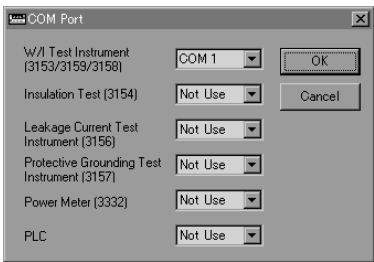 COM Port
W/I Test Instrument
(3153/3159/3158)
COM 1
OK
Insulation Test (3154)
Not Use
Cancel
Leakage Current Test
Instrument (3156)
Not Use
Protective Grounding Test
Instrument (3157)
Not Use
Power Meter (3332)
Not Use
PLC
Not Use